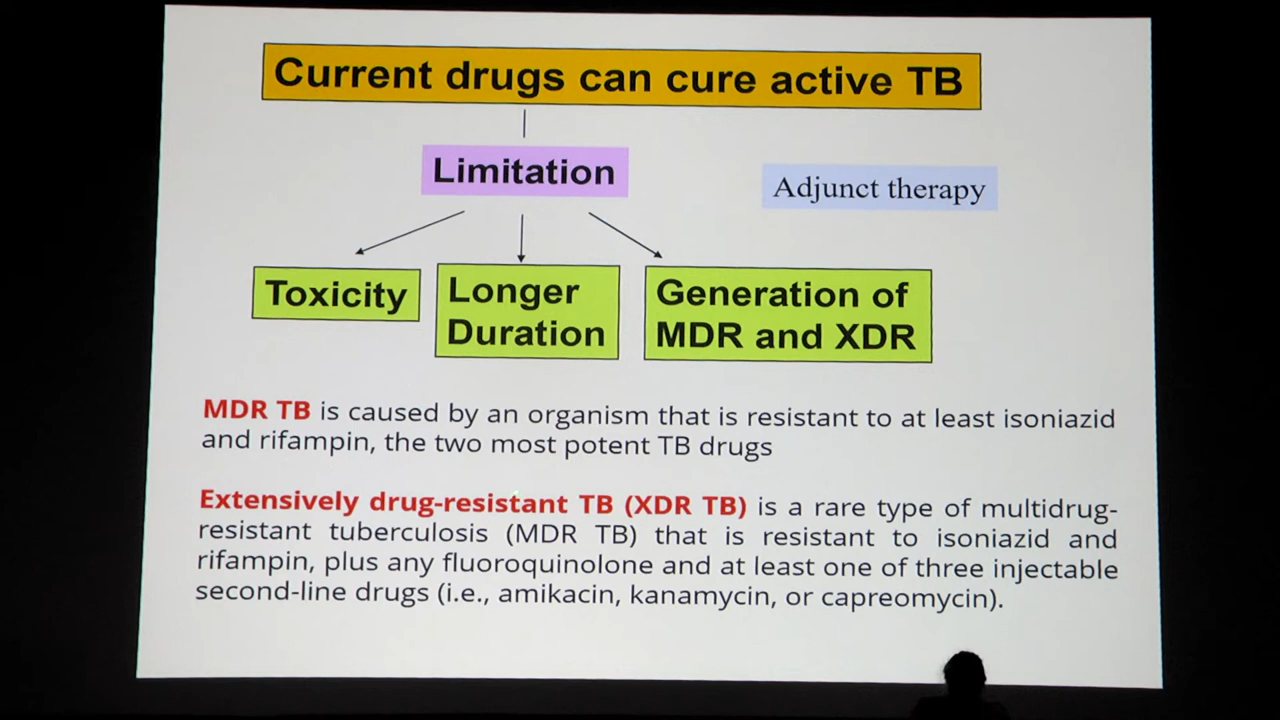 Current drugs can cure active TB
Limitation
Adjunct therapy
Toxicity
Longer
Duration
Generation of
MDR and XDR
MDR TB is caused by an organism that is resistant to at least isoniazid
and rifampin, the two most potent TB drugs
Extensively drug-resistant TB (XDR TB) is a rare type of multidrug-
resistant tuberculosis (MDR TB) that is resistant to isoniazid and
rifampin, plus any fluoroquinolone and at least one of three injectable
second-line drugs (i.e., amikacin, kanamycin, or capreomycin).